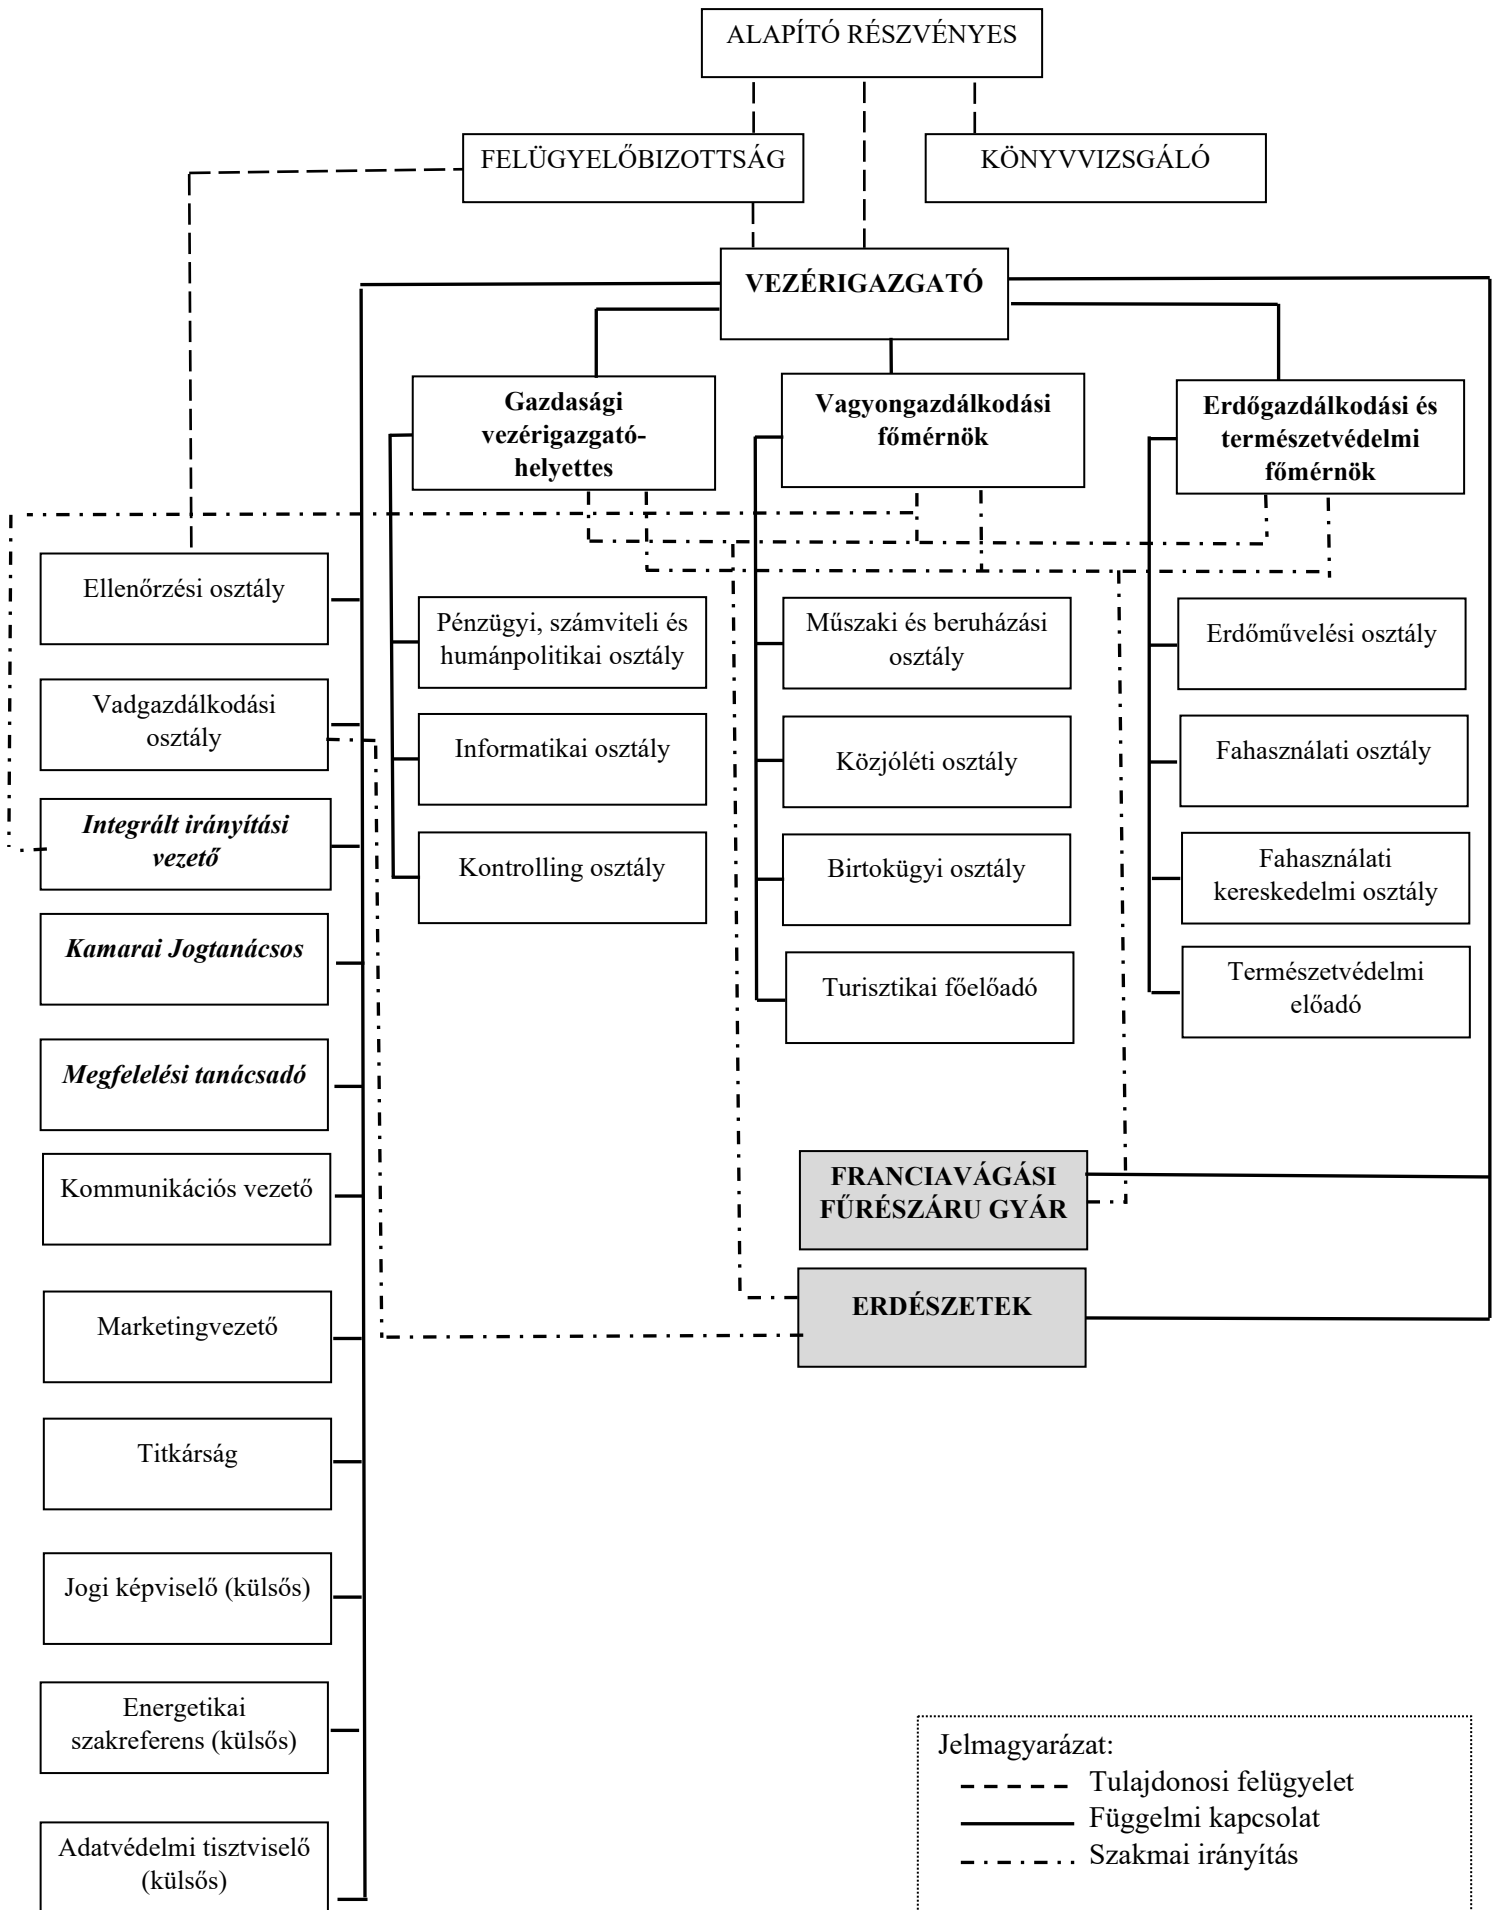 ALAPÍTÓ RÉSZVÉNYES
FELÜGYELŐBIZOTTSÁG
KÖNYVVIZSGÁLÓ
VEZÉRIGAZGATÓ
Gazdasági
vezérigazgató-
helyettes
Vagyongazdálkodási
főmérnök
Erdőgazdálkodási és
természetvédelmi
főmérnök
Ellenőrzési osztály
Vadgazdálkodási
osztály
Integrált irányítási
vezető
Kamarai Jogtanácsos
Megfelelési tanácsadó
Kommunikációs vezető
Marketingvezető
Titkárság
Jogi képviselő (külsős)
Energetikai
szakreferens (külsős)
Adatvédelmi tisztviselő
(külsős)
Pénzügyi, számviteli és
humánpolitikai osztály
Informatikai osztály
Kontrolling osztály
Műszaki és beruházási
osztály
Közjóléti osztály
Birtokügyi osztály
Turisztikai főelőadó
Erdőművelési osztály
Fahasználati osztály
Fahasználati
kereskedelmi osztály
Természetvédelmi
előadó
FRANCIAVÁGÁSI
FŰRÉSZÁRU GYÁR
ERDÉSZETEK
Jelmagyarázat:
Tulajdonosi felügyelet
Függelmi kapcsolat
Szakmai irányítás